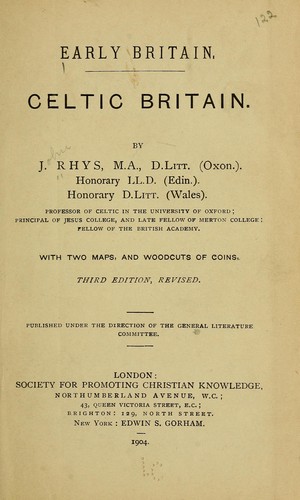 122
EARLY BRITAIN,
CELTIC BRITAIN.
BY
J. RHYS, M.A., D.LITT. (OXON.).
HONORARY LL.D. (EDIN.).
HONORARY D.LITT. (WALES).
PROFESSOR OF CELTIC IN THE UNIVERSITY OF OXFORD;
PRINCIPAL OF JESUS COLLEGE, AND LATE FELLOW OF MERTON COLLEGE:
FELLOW OF THE BRITISH ACADEMY.
WITH TWO MAPS, AND WOODCUTS OF COINS.
THIRD EDITION, REVISED.
PUBLISHED UNDER THE DIRECTION OF THE GENERAL LITERATURE
COMMITTEE.
LONDON:
SOCIETY FOR PROMOTING CHRISTIAN KNOWLEDGE,
NORTHUMBERLAND AVENUE, W.C.;
43, QUEEN VICTORIA STREET, E.C.;
BRIGHTON: 129, NORTH STREET.
NEW YORK: EDWIN S. GORHAM.
1904.